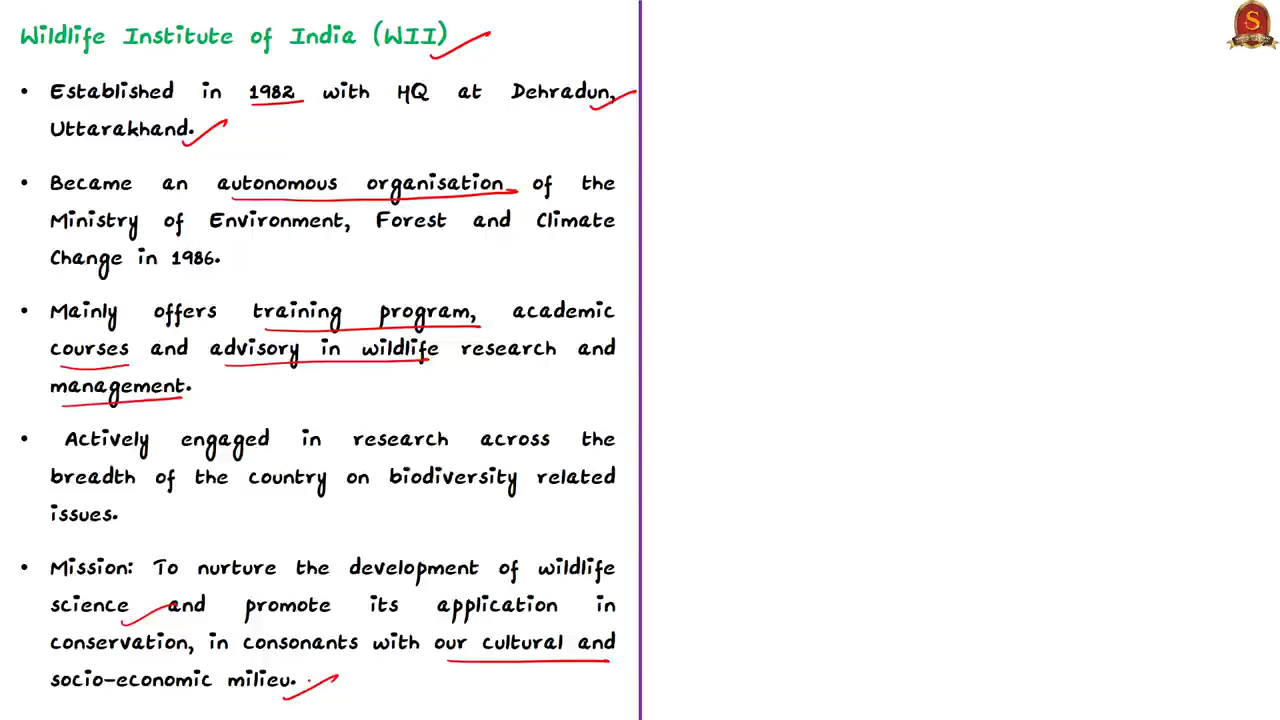 Wildlife Institute of India (WII)
• Established in 1982 with HQ at Dehradun,
Uttarakhand.
• Became an autonomous organisation of the
Ministry of Environment, Forest and Climate
Change in 1986.
• Mainly offers training program, academic
courses and advisory in wildlife research and
management.
• Actively engaged in research across the
breadth of the country on biodiversity related
issues.
• Mission: To nurture the development of wildlife
science and promote its application in
conservation, in consonants with our cultural and
socio-economic milieu.
S